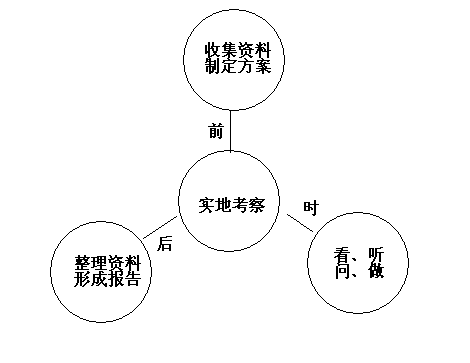 收集资料
制定方案
前
实地考察
时
后
看、听
问、做
整理资料
形成报告